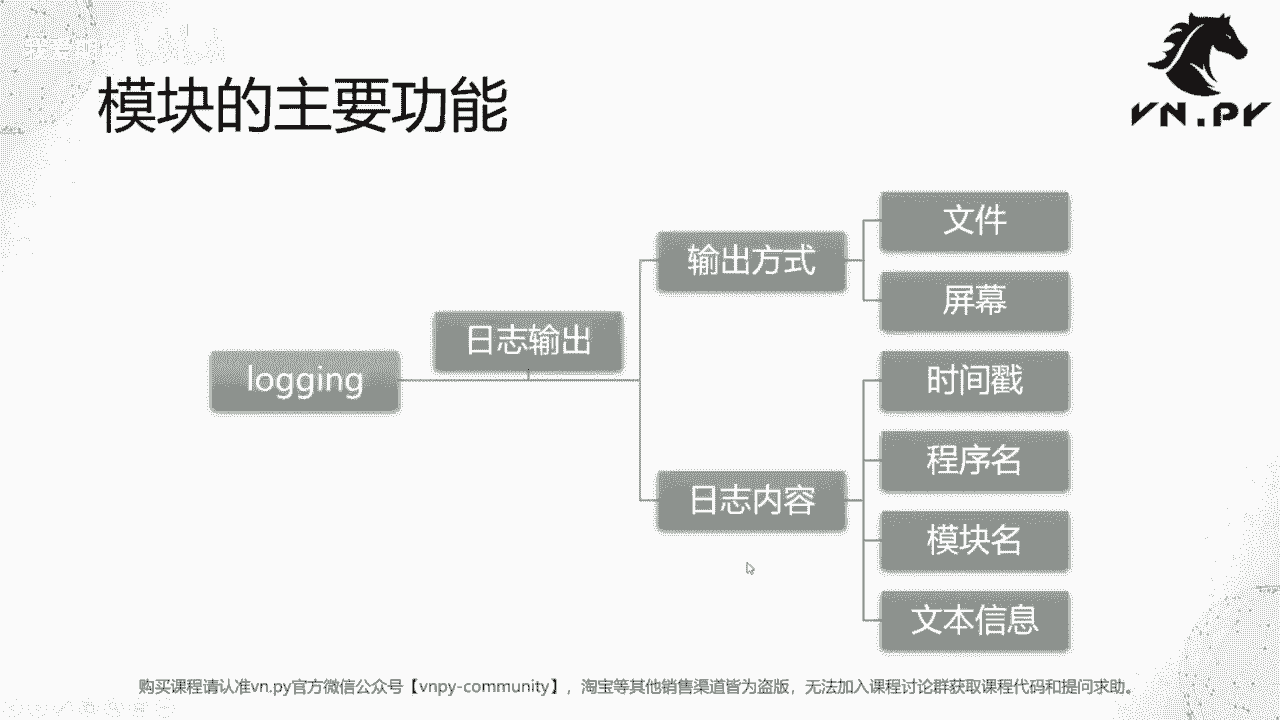 模块的主要功能
VN.PY
logging
日志输出
输出方式
文件
屏幕
日志内容
时间戳
程序名
模块名
文本信息
购买课程请认准vn.py官方微信公众号【vnpy-community】，淘宝等其他销售渠道皆为盗版，无法加入课程讨论群获取课程代码和提问求助。